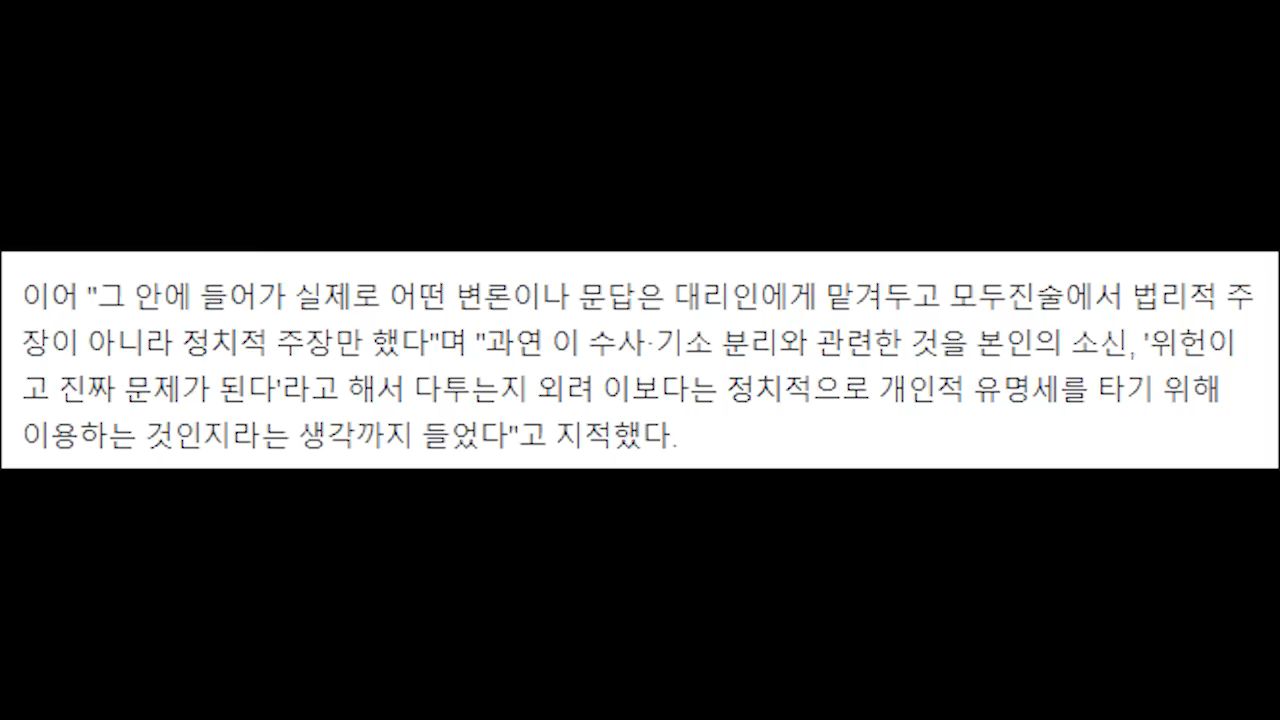 이어 "그 안에 들어가 실제로 어떤 변론이나 문답은 대리인에게 맡겨두고 모두진술에서 법리적 주
장이 아니라 정치적 주장만 했다"며 "과연 이 수사·기소 분리와 관련한 것을 본인의 소신, '위헌이
고 진짜 문제가 된다'라고 해서 다투는지 외려 이보다는 정치적으로 개인적 유명세를 타기 위해
이용하는 것인지라는 생각까지 들었다"고 지적했다.